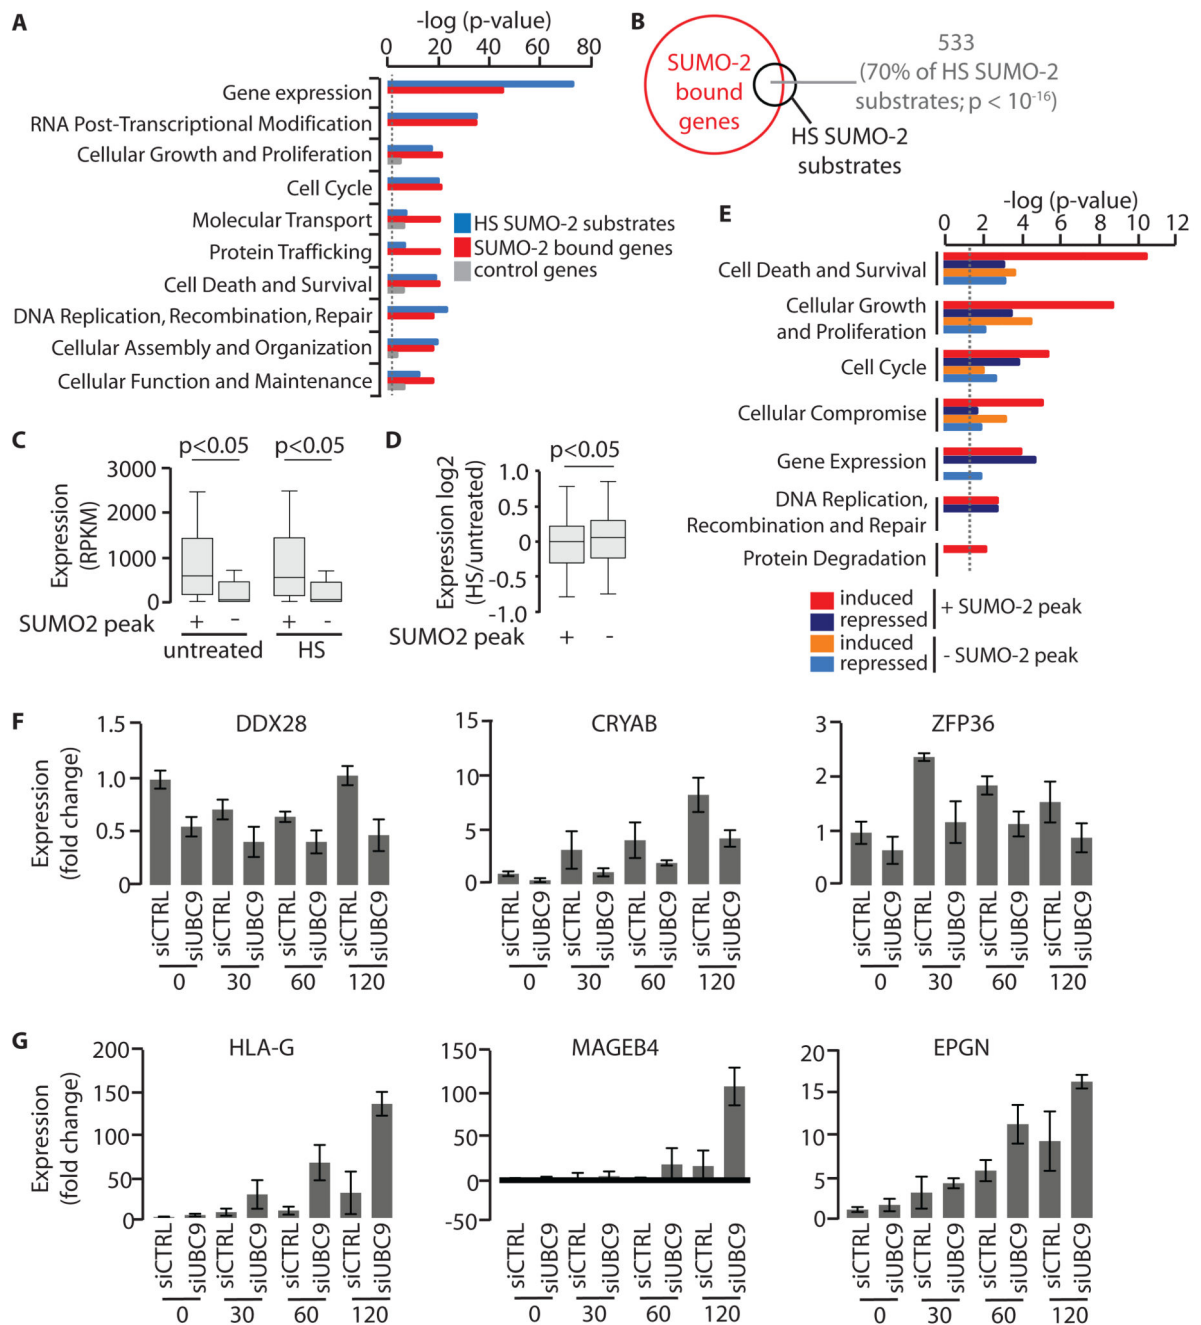 A
-log (p-value)
0 20 40 60 80
Gene expression
RNA Post-Transcriptional Modification
Cellular Growth and Proliferation
Cell Cycle
Molecular Transport
Protein Trafficking
Cell Death and Survival
DNA Replication, Recombination, Repair
Cellular Assembly and Organization
Cellular Function and Maintenance
HS SUMO-2 substrates
SUMO-2 bound genes
control genes
B
SUMO-2
bound
genes
533
(70% of HS SUMO-2
substrates; p < 10⁻¹⁶)
HS SUMO-2
substrates
C
p<0.05 p<0.05
Expression
(RPKM)
3000
2000
1000
0
SUMO2 peak + - + -
untreated HS
D
p<0.05
Expression log2
(HS/untreated)
1.0
0.5
0
-0.5
-1.0
SUMO2 peak + -
E
-log (p-value)
0 2 4 6 8 10 12
Cell Death and Survival
Cellular Growth
and Proliferation
Cell Cycle
Cellular Compromise
Gene Expression
DNA Replication,
Recombination and Repair
Protein Degradation
induced
repressed
+ SUMO-2 peak
induced
repressed
- SUMO-2 peak
F
DDX28
Expression
(fold change)
1.5
1.0
0.5
0
siCTRL siUBC9 siCTRL siUBC9 siCTRL siUBC9 siCTRL siUBC9
0 30 60 120
CRYAB
15
10
5
0
siCTRL siUBC9 siCTRL siUBC9 siCTRL siUBC9 siCTRL siUBC9
0 30 60 120
ZFP36
3
2
1
0
siCTRL siUBC9 siCTRL siUBC9 siCTRL siUBC9 siCTRL siUBC9
0 30 60 120
G
HLA-G
Expression
(fold change)
200
150
100
50
0
siCTRL siUBC9 siCTRL siUBC9 siCTRL siUBC9 siCTRL siUBC9
0 30 60 120
MAGEB4
150
100
50
0
-50
siCTRL siUBC9 siCTRL siUBC9 siCTRL siUBC9 siCTRL siUBC9
0 30 60 120
EPGN
20
15
10
5
0
siCTRL siUBC9 siCTRL siUBC9 siCTRL siUBC9 siCTRL siUBC9
0 30 60 120